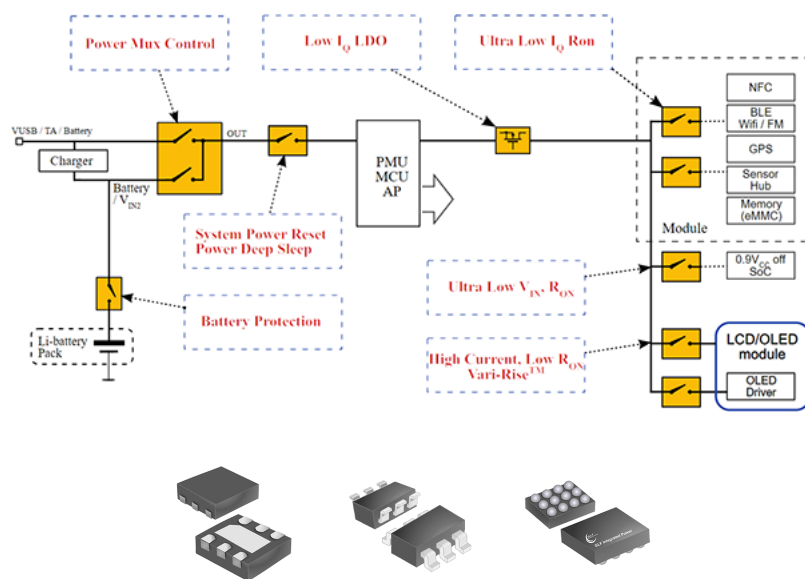 Power Mux Control
Low IQ LDO
Ultra Low IQ Ron
VUSB / TA / Battery
OUT
Charger
Battery
/ VIN2
PMU
MCU
AP
NFC
BLE
Wifi / FM
GPS
Sensor
Hub
Memory
(eMMC)
Module
System Power Reset
Power Deep Sleep
Ultra Low VIN, RON
0.9VCC off
SoC
Battery Protection
Li-battery
Pack
High Current, Low RON
Vari-Rise™
LCD/OLED
module
OLED
Driver